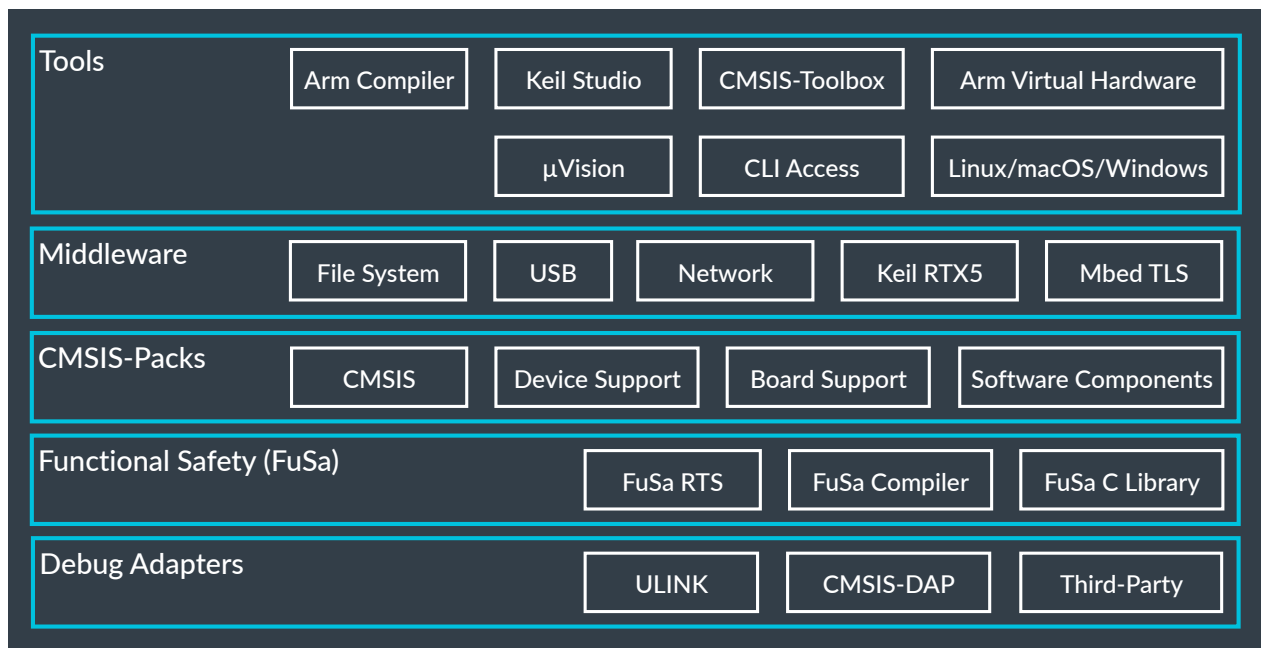 Tools
Arm Compiler
Keil Studio
CMSIS-Toolbox
Arm Virtual Hardware
µVision
CLI Access
Linux/macOS/Windows
Middleware
File System
USB
Network
Keil RTX5
Mbed TLS
CMSIS-Packs
CMSIS
Device Support
Board Support
Software Components
Functional Safety (FuSa)
FuSa RTS
FuSa Compiler
FuSa C Library
Debug Adapters
ULINK
CMSIS-DAP
Third-Party